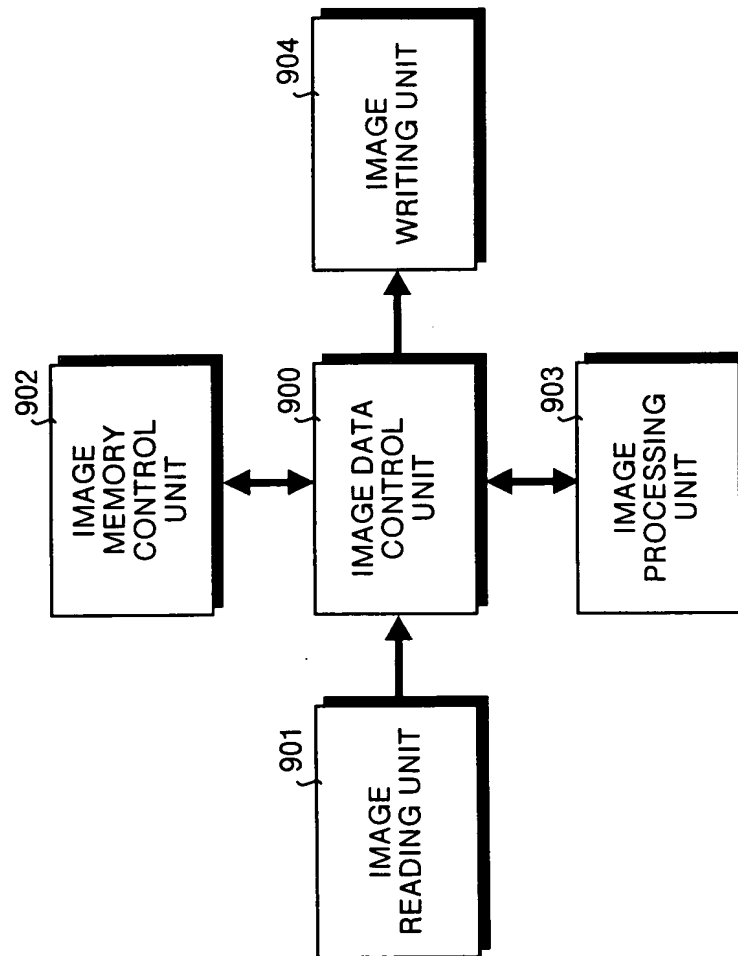 902
IMAGE
MEMORY
CONTROL
UNIT
901
IMAGE
READING UNIT
900
IMAGE DATA
CONTROL
UNIT
904
IMAGE
WRITING UNIT
903
IMAGE
PROCESSING
UNIT